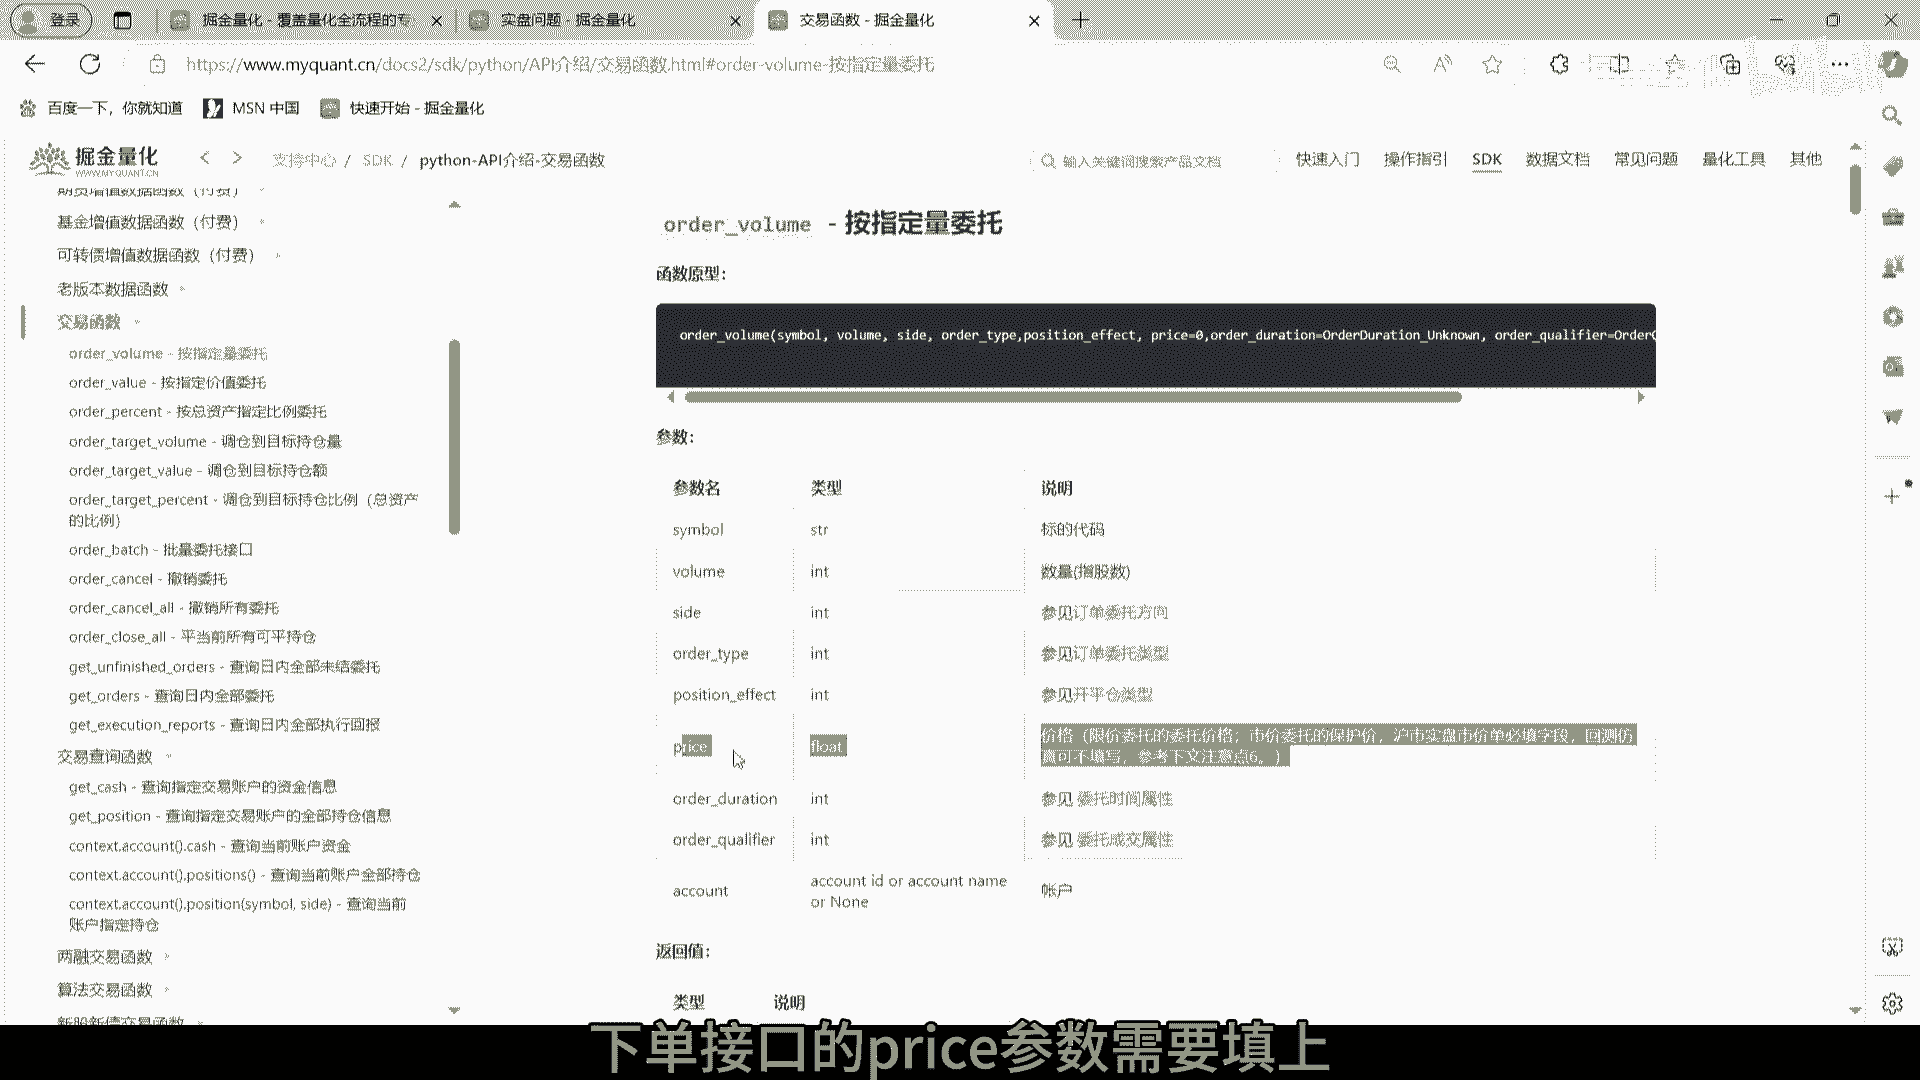 登录
掘金量化 - 覆盖量化全流程的专
实盘问题 - 掘金量化
交易函数 - 掘金量化
https://www.myquant.cn/docs2/sdk/python/API介绍/交易函数.html#order-volume-按指定量委托
百度一下，你就知道
MSN 中国
快速开始 - 掘金量化
掘金量化
WWW.MYQUANT.CN
支持中心 / SDK / python-API介绍-交易函数
输入关键词搜索产品文档
快速入门
操作指引
SDK
数据文档
常见问题
量化工具
其他
期货增值数据函数（付费）
基金增值数据函数（付费）
可转债增值数据函数（付费）
老版本数据函数
交易函数
order_volume - 按指定量委托
order_value - 按指定价值委托
order_percent - 按总资产指定比例委托
order_target_volume - 调仓到目标持仓量
order_target_value - 调仓到目标持仓额
order_target_percent - 调仓到目标持仓比例（总资产
的比例）
order_batch - 批量委托接口
order_cancel - 撤销委托
order_cancel_all - 撤销所有委托
order_close_all - 平当前所有可平持仓
get_unfinished_orders - 查询日内全部未结委托
get_orders - 查询日内全部委托
get_execution_reports - 查询日内全部执行回报
交易查询函数
get_cash - 查询指定交易账户的资金信息
get_position - 查询指定交易账户的全部持仓信息
context.account().cash - 查询当前账户资金
context.account().positions() - 查询当前账户全部持仓
context.account().position(symbol, side) - 查询当前
账户指定持仓
两融交易函数
算法交易函数
新股新债交易函数
order_volume - 按指定量委托
函数原型：
order_volume(symbol, volume, side, order_type,position_effect, price=0,order_duration=OrderDuration_Unknown, order_qualifier=OrderQ
参数：
参数名 类型 说明
symbol str 标的代码
volume int 数量(指股数)
side int 参见订单委托方向
order_type int 参见订单委托类型
position_effect int 参见开平仓类型
price float 价格（限价委托的委托价格；市价委托的保护价，沪市实盘市价单必填字段，回测仿
真可不填写，参考下文注意点6。）
order_duration int 参见 委托时间属性
order_qualifier int 参见 委托成交属性
account account id or account name
or None 帐户
返回值：
类型 说明
下单接口的price参数需要填上